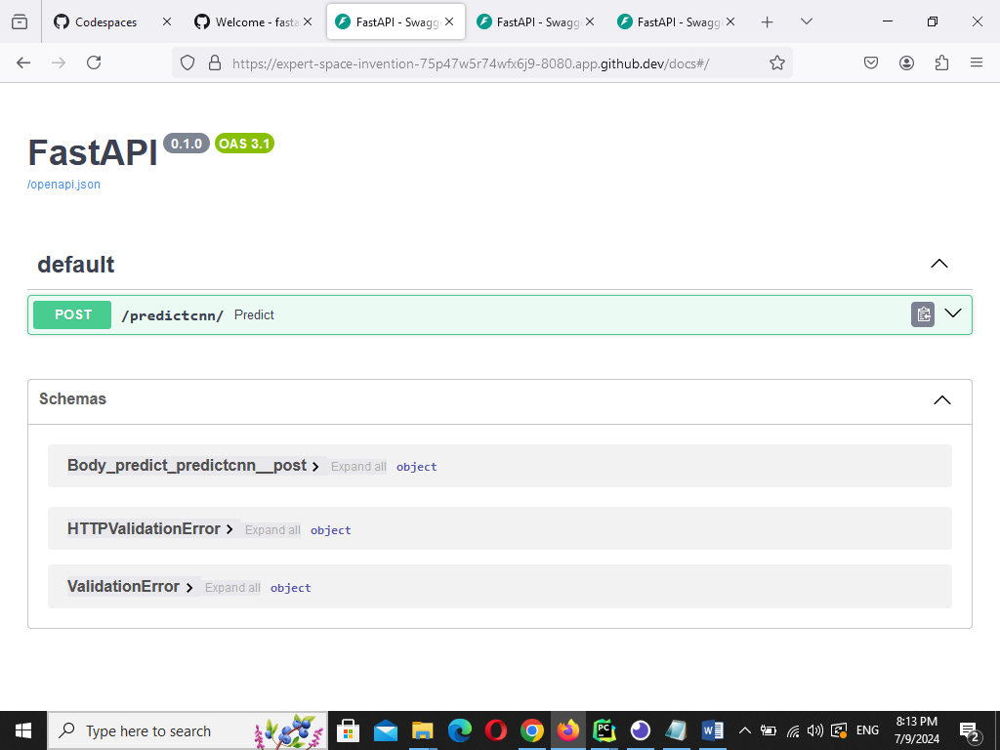 Codespaces
Welcome - fasta
FastAPI - Swagg
FastAPI - Swagg
FastAPI - Swagg
https://expert-space-invention-75p47w5r74wfx6j9-8080.app.github.dev/docs#/
FastAPI 0.1.0 OAS 3.1
/openapi.json
default
POST /predictcnn/ Predict
Schemas
Body_predict_predictcnn__post Expand all object
HTTPValidationError Expand all object
ValidationError Expand all object
Type here to search
PC
W
ENG
8:13 PM
7/9/2024
2